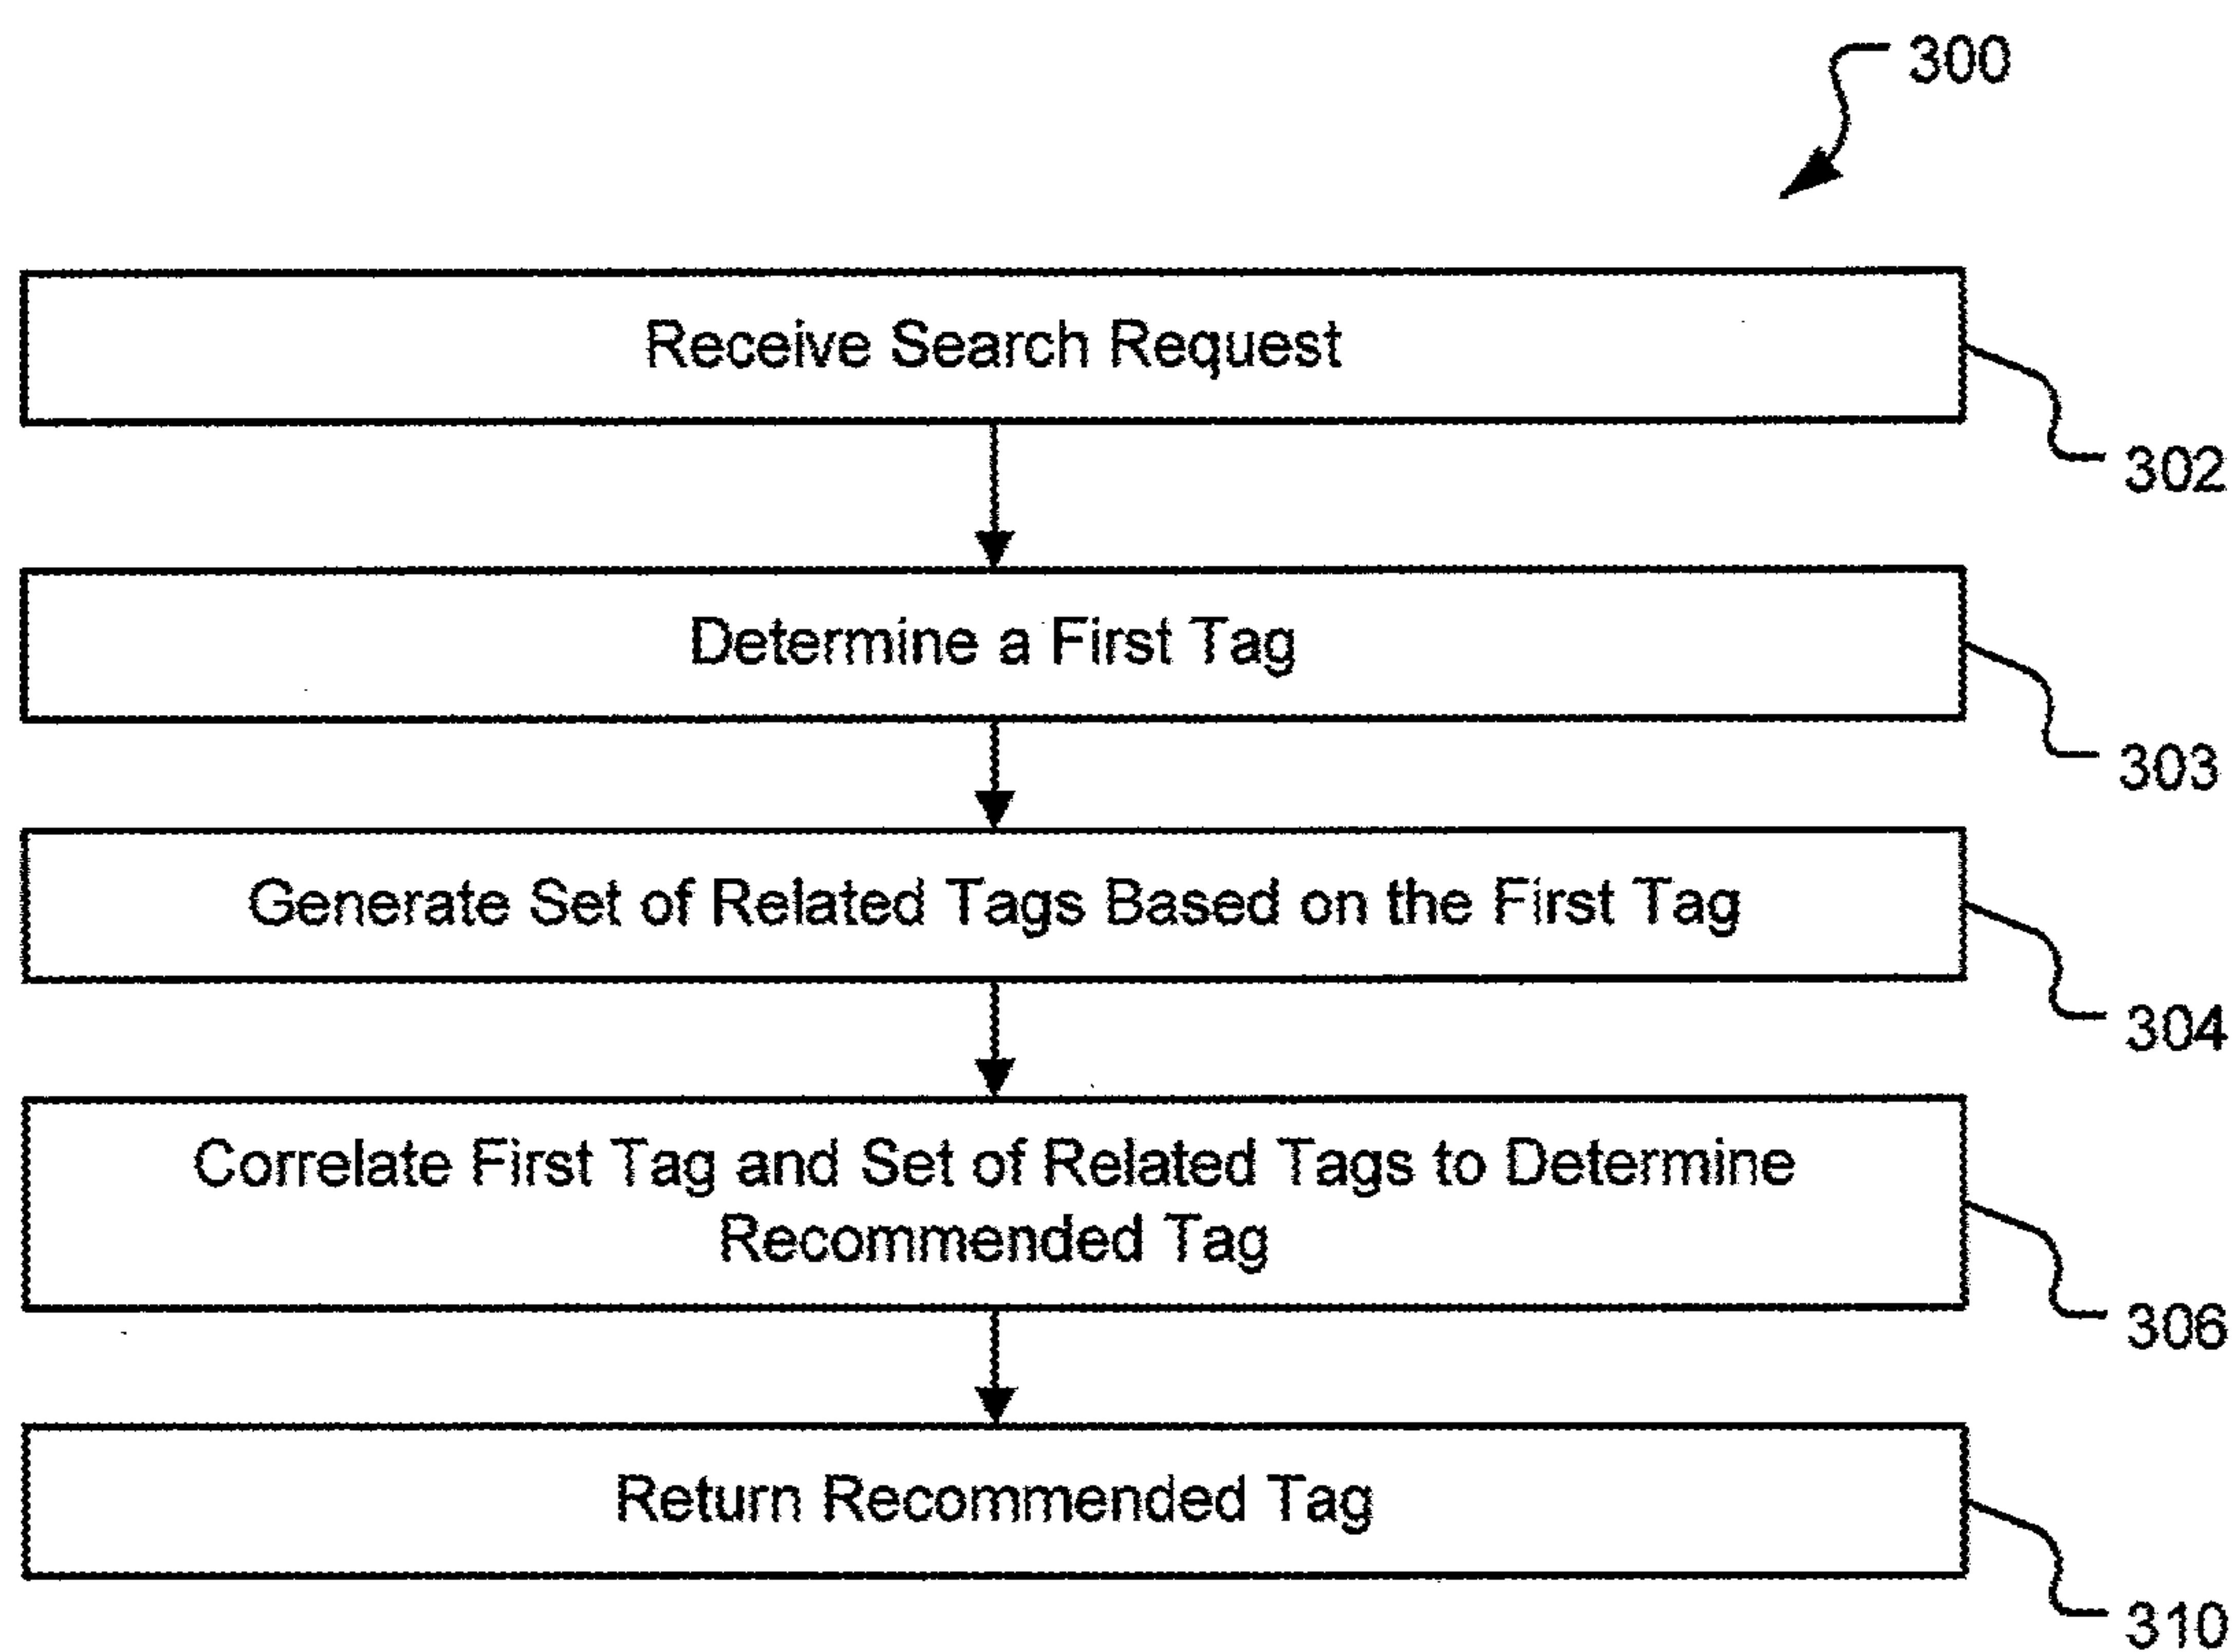 300
Receive Search Request
302
Determine a First Tag
303
Generate Set of Related Tags Based on the First Tag
304
Correlate First Tag and Set of Related Tags to Determine
Recommended Tag
306
Return Recommended Tag
310